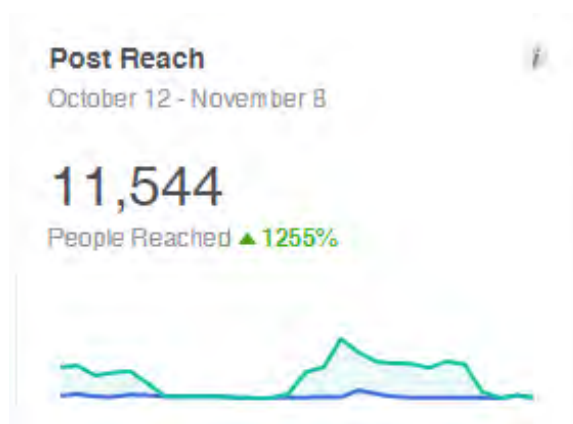 Post Reach i
October 12 - November 8
11,544
People Reached ▲ 1255%